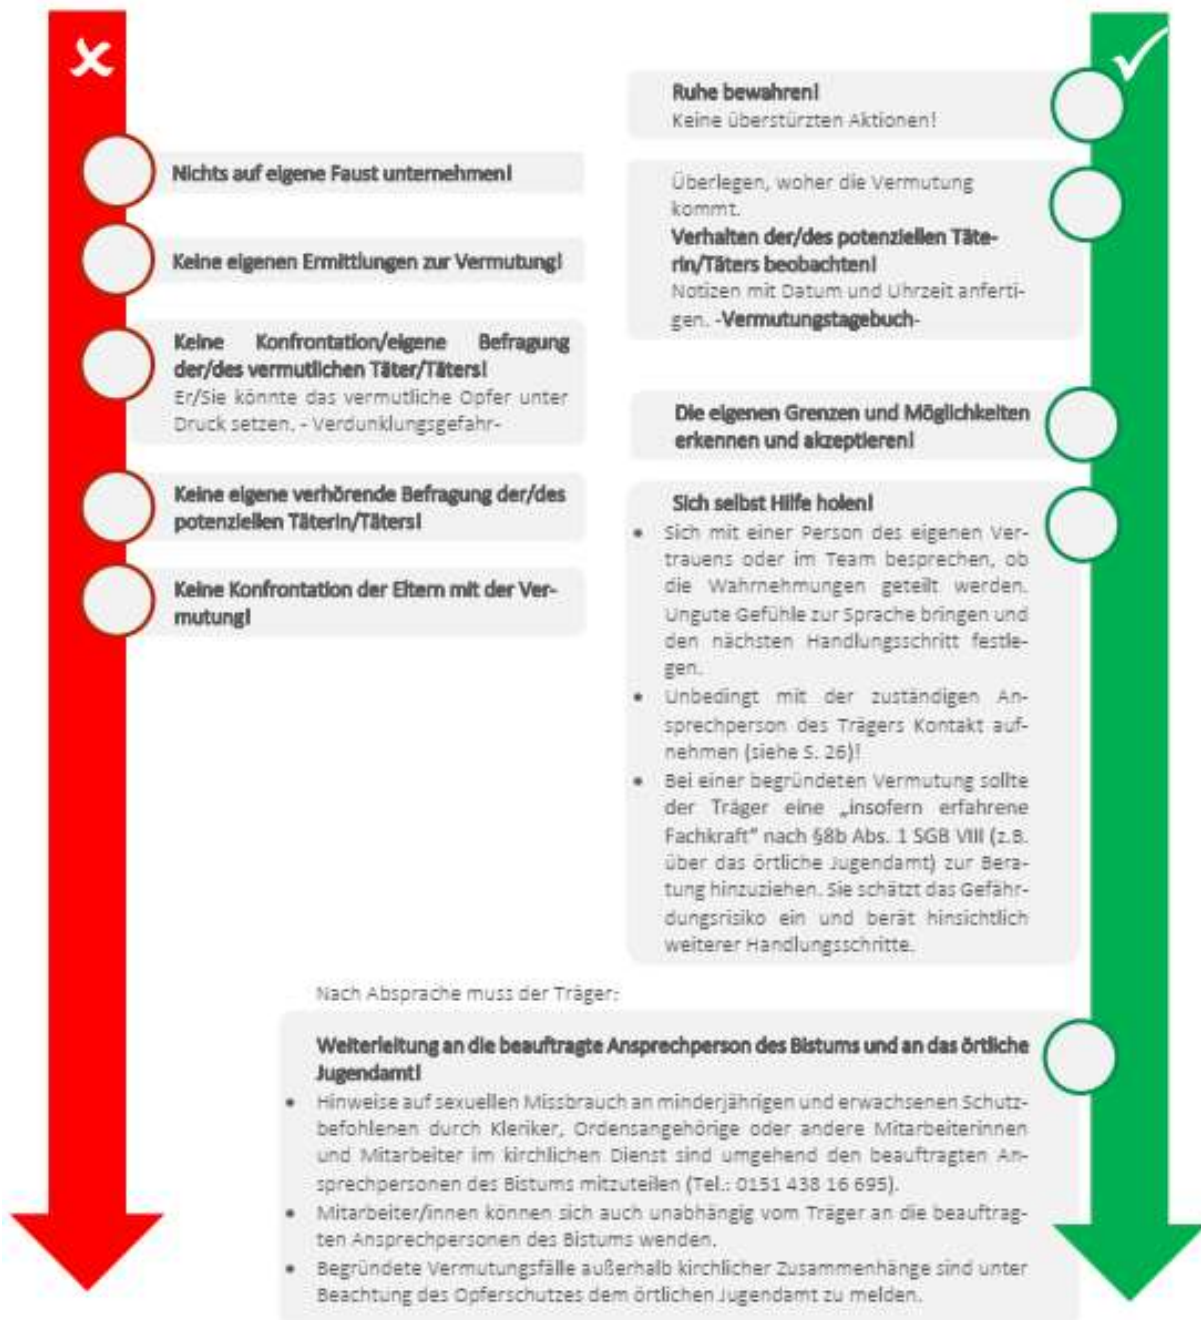 Nichts auf eigene Faust unternehmen!
Keine eigenen Ermittlungen zur Vermutung!
Keine Konfrontation/eigene Befragung
der/des vermutlichen Täter/Täters!
Er/Sie könnte das vermutliche Opfer unter
Druck setzen. - Verdunklungsgefahr-
Keine eigene verhörende Befragung der/des
potenziellen Täterin/Täters!
Keine Konfrontation der Eltern mit der Ver-
mutung!
Ruhe bewahren!
Keine überstürzten Aktionen!
Überlegen, woher die Vermutung
kommt.
Verhalten der/des potenziellen Täte-
rin/Täters beobachten!
Notizen mit Datum und Uhrzeit anferti-
gen. -Vermutungstagebuch-
Die eigenen Grenzen und Möglichkeiten
erkennen und akzeptieren!
Sich selbst Hilfe holen!
• Sich mit einer Person des eigenen Ver-
trauens oder im Team besprechen, ob
die Wahrnehmungen geteilt werden.
Ungute Gefühle zur Sprache bringen und
den nächsten Handlungsschritt festle-
gen.
• Unbedingt mit der zuständigen An-
sprechperson des Trägers Kontakt auf-
nehmen (siehe S. 26)!
• Bei einer begründeten Vermutung sollte
der Träger eine „insofern erfahrene
Fachkraft" nach §8b Abs. 1 SGB VIII (z.B.
über das örtliche Jugendamt) zur Bera-
tung hinzuziehen. Sie schätzt das Gefähr-
dungsrisiko ein und berät hinsichtlich
weiterer Handlungsschritte.
Nach Absprache muss der Träger:
Weiterleitung an die beauftragte Ansprechperson des Bistums und an das örtliche
Jugendamt!
• Hinweise auf sexuellen Missbrauch an minderjährigen und erwachsenen Schutz-
befohlenen durch Kleriker, Ordensangehörige oder andere Mitarbeiterinnen
und Mitarbeiter im kirchlichen Dienst sind umgehend den beauftragten An-
sprechpersonen des Bistums mitzuteilen (Tel.: 0151 438 16 695).
• Mitarbeiter/innen können sich auch unabhängig vom Träger an die beauftrag-
ten Ansprechpersonen des Bistums wenden.
• Begründete Vermutungsfälle außerhalb kirchlicher Zusammenhänge sind unter
Beachtung des Opferschutzes dem örtlichen Jugendamt zu melden.